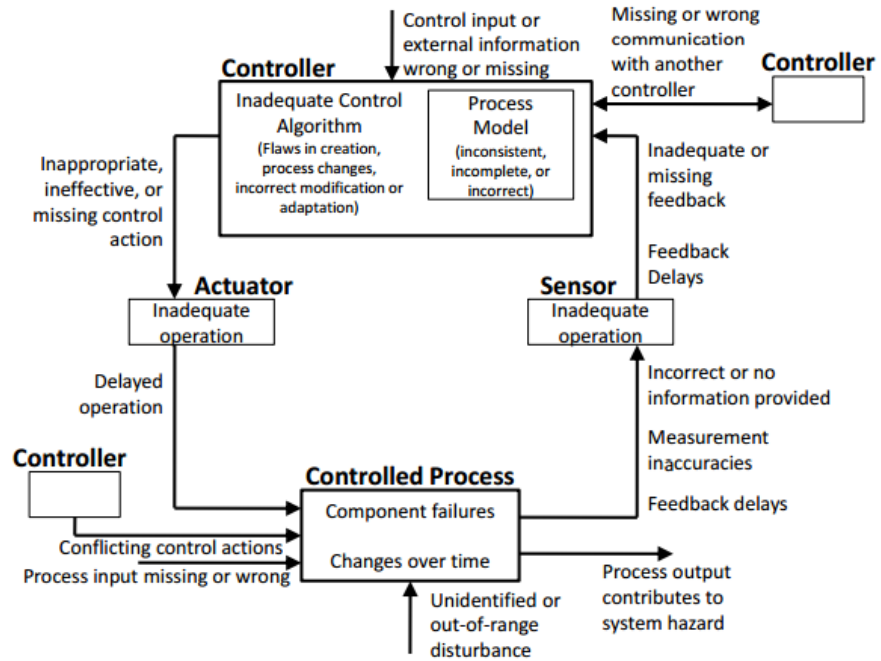 Control input or
external information
wrong or missing
Missing or wrong
communication
with another
controller
Controller
Controller
Inadequate Control
Algorithm
(Flaws in creation,
process changes,
incorrect modification or
adaptation)
Process
Model
(inconsistent,
incomplete, or
incorrect)
Inappropriate,
ineffective, or
missing control
action
Inadequate or
missing
feedback
Feedback
Delays
Actuator
Inadequate
operation
Sensor
Inadequate
operation
Delayed
operation
Incorrect or no
information provided
Measurement
inaccuracies
Feedback delays
Controller
Controlled Process
Component failures
Changes over time
Conflicting control actions
Process input missing or wrong
Unidentified or
out-of-range
disturbance
Process output
contributes to
system hazard